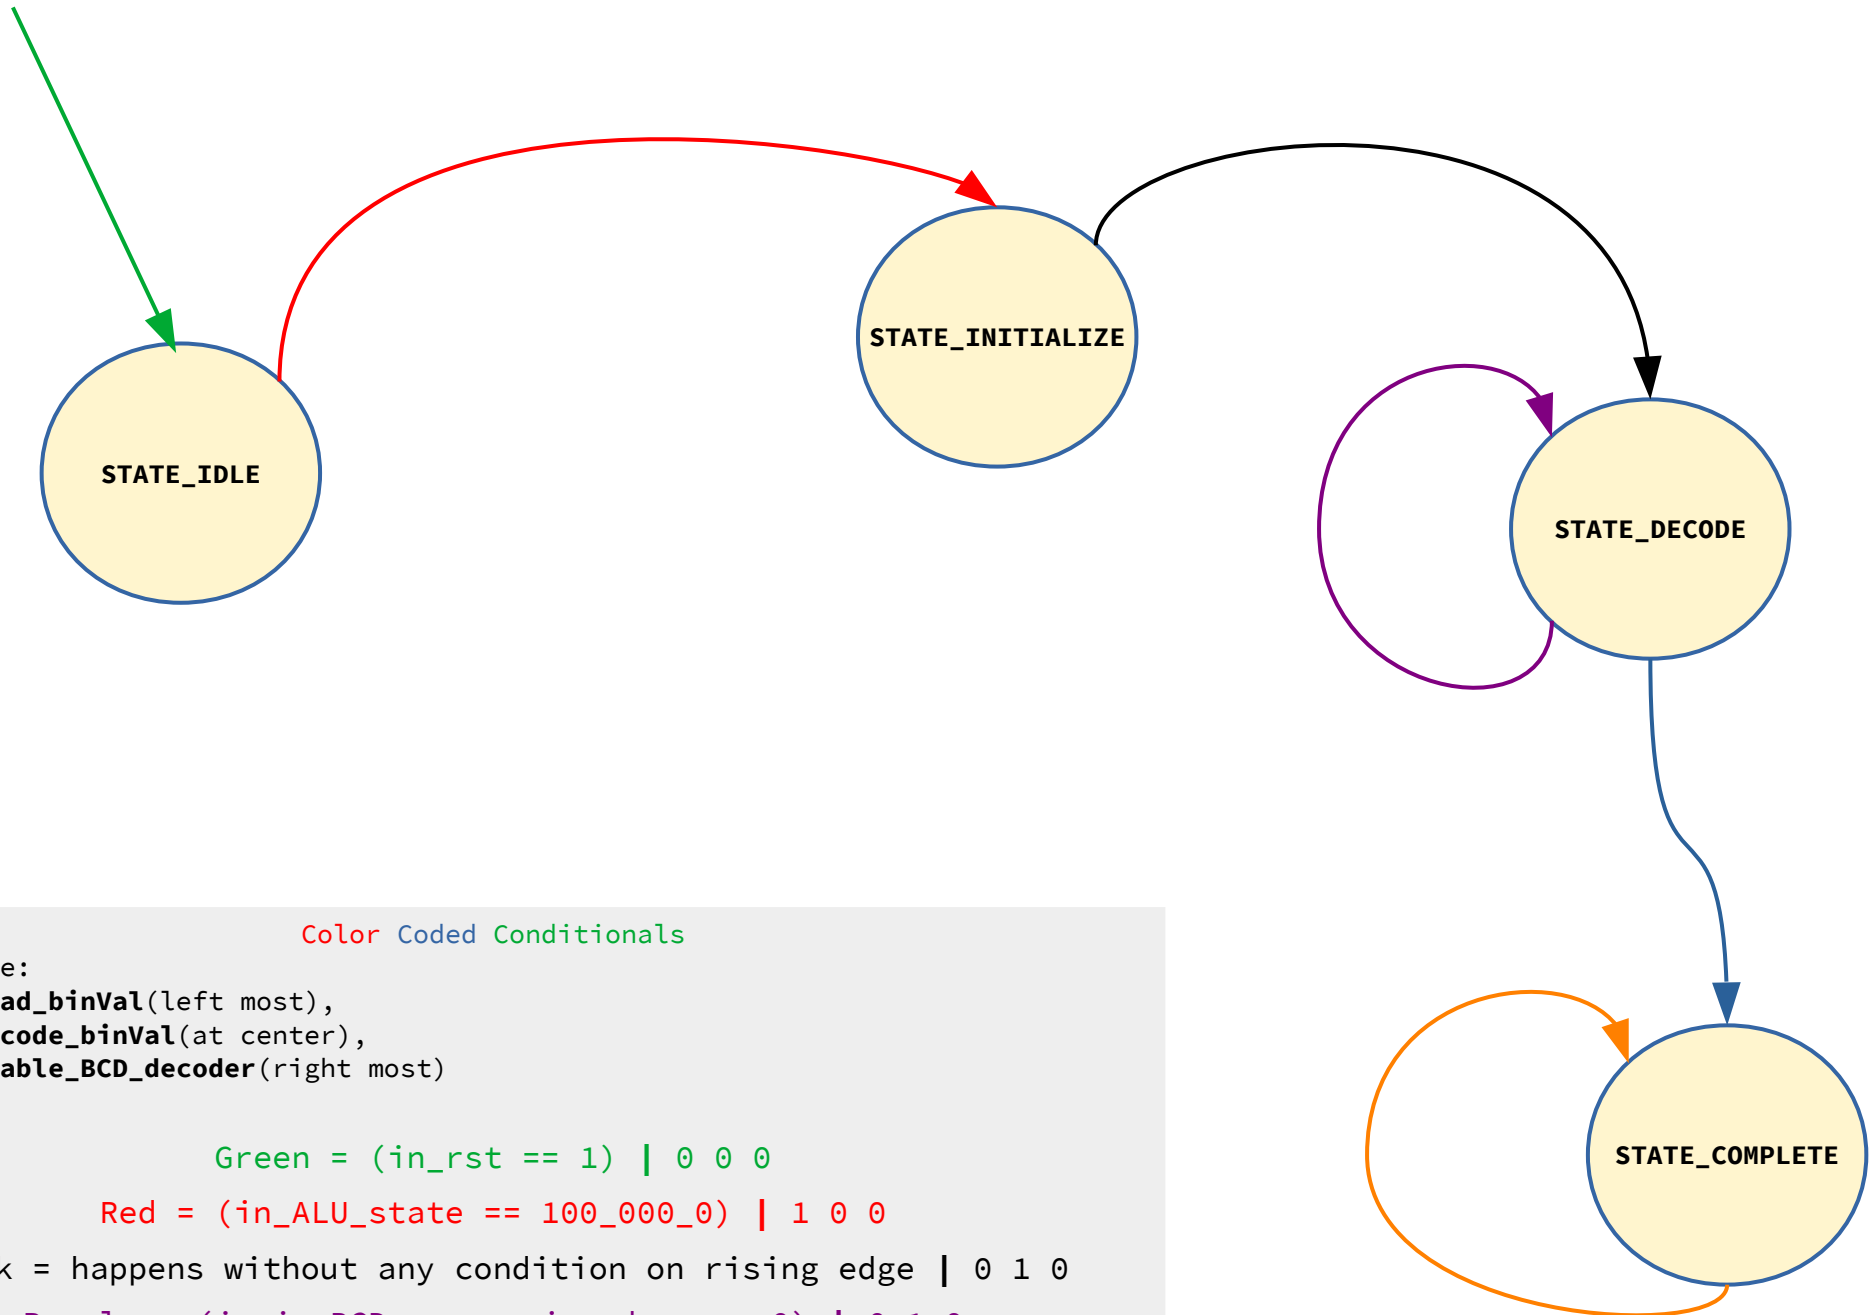 STATE_INITIALIZE
STATE_IDLE
STATE_DECODE
Color Coded Conditionals
e:
ad_binVal(left most),
code_binVal(at center),
able_BCD_decoder(right most)
Green = (in_rst == 1) | 0 0 0
STATE_COMPLETE
Red = (in_ALU_state == 100_000_0) | 1 0 0
k = happens without any condition on rising edge | 0 1 0